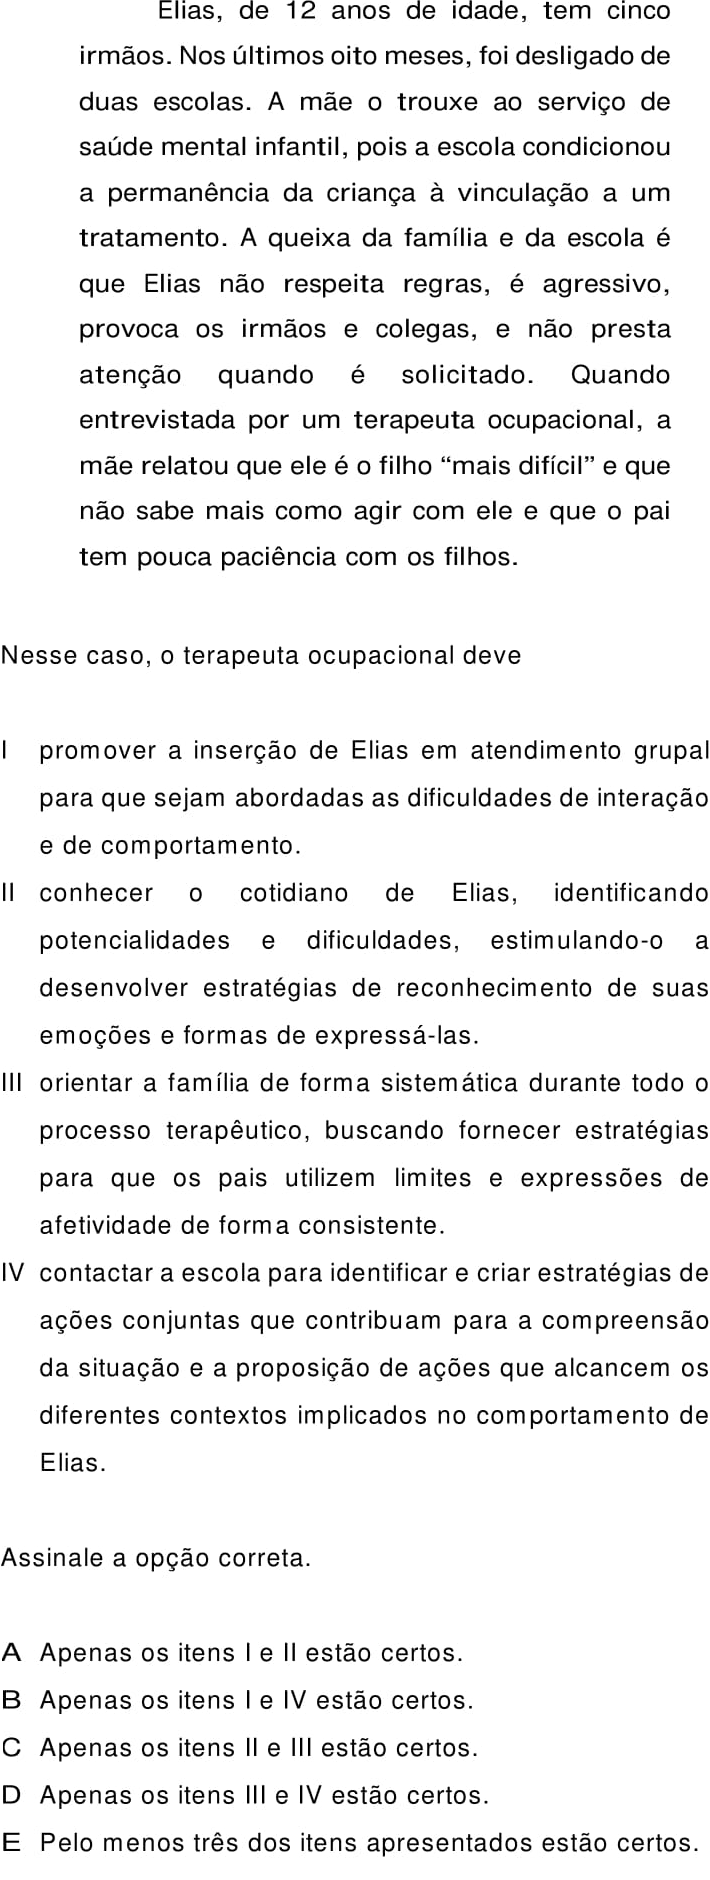 Elias, de 12 anos de idade, tem cinco
irmãos. Nos últimos oito meses, foi desligado de
duas escolas. A mãe o trouxe ao serviço de
saúde mental infantil, pois a escola condicionou
a permanência da criança à vinculação a um
tratamento. A queixa da família e da escola é
que Elias não respeita regras, é agressivo,
provoca os irmãos e colegas, e não presta
atenção quando é solicitado. Quando
entrevistada por um terapeuta ocupacional, a
mãe relatou que ele é o filho “mais difícil” e que
não sabe mais como agir com ele e que o pai
tem pouca paciência com os filhos.
Nesse caso, o terapeuta ocupacional deve
I promover a inserção de Elias em atendimento grupal
para que sejam abordadas as dificuldades de interação
e de comportamento.
II conhecer o cotidiano de Elias, identificando
potencialidades e dificuldades, estimulando-o a
desenvolver estratégias de reconhecimento de suas
emoções e formas de expressá-las.
III orientar a família de forma sistemática durante todo o
processo terapêutico, buscando fornecer estratégias
para que os pais utilizem limites e expressões de
afetividade de forma consistente.
IV contactar a escola para identificar e criar estratégias de
ações conjuntas que contribuam para a compreensão
da situação e a proposição de ações que alcancem os
diferentes contextos implicados no comportamento de
Elias.
Assinale a opção correta.
A Apenas os itens I e II estão certos.
B Apenas os itens I e IV estão certos.
C Apenas os itens II e III estão certos.
D Apenas os itens III e IV estão certos.
E Pelo menos três dos itens apresentados estão certos.